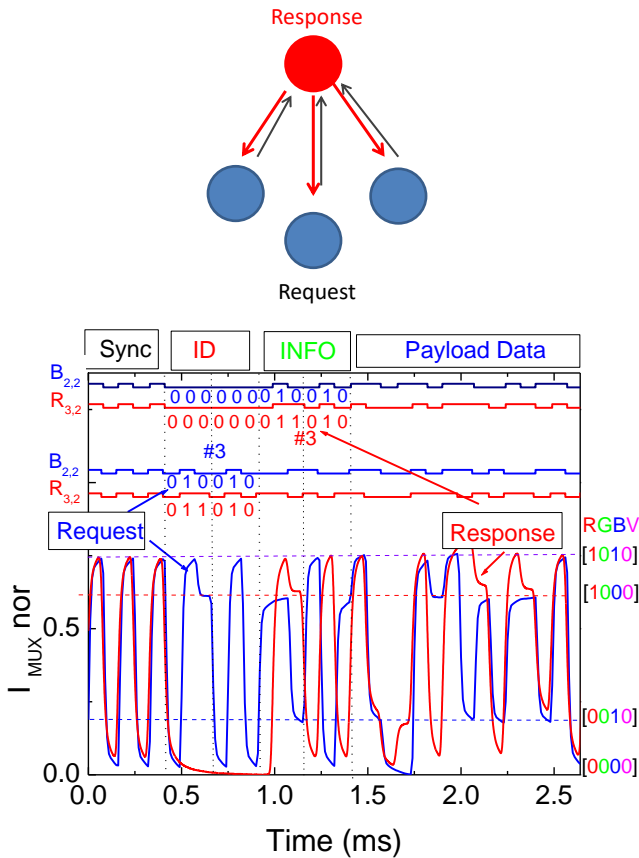 Response
Request
Sync ID INFO Payload Data
B2,2
0 0 0 0 0 0 0 1 0 0 1 0
R3,2
0 0 0 0 0 0 0 1 1 0 1 0
#3 #3
B2,2
0 1 0 0 1 0
R3,2
0 1 1 0 1 0
Request Response
RGBV
[1010]
[1000]
0.5
[0010]
[0000]
0.0
I MUX nor
0.0 0.5 1.0 1.5 2.0 2.5
Time (ms)